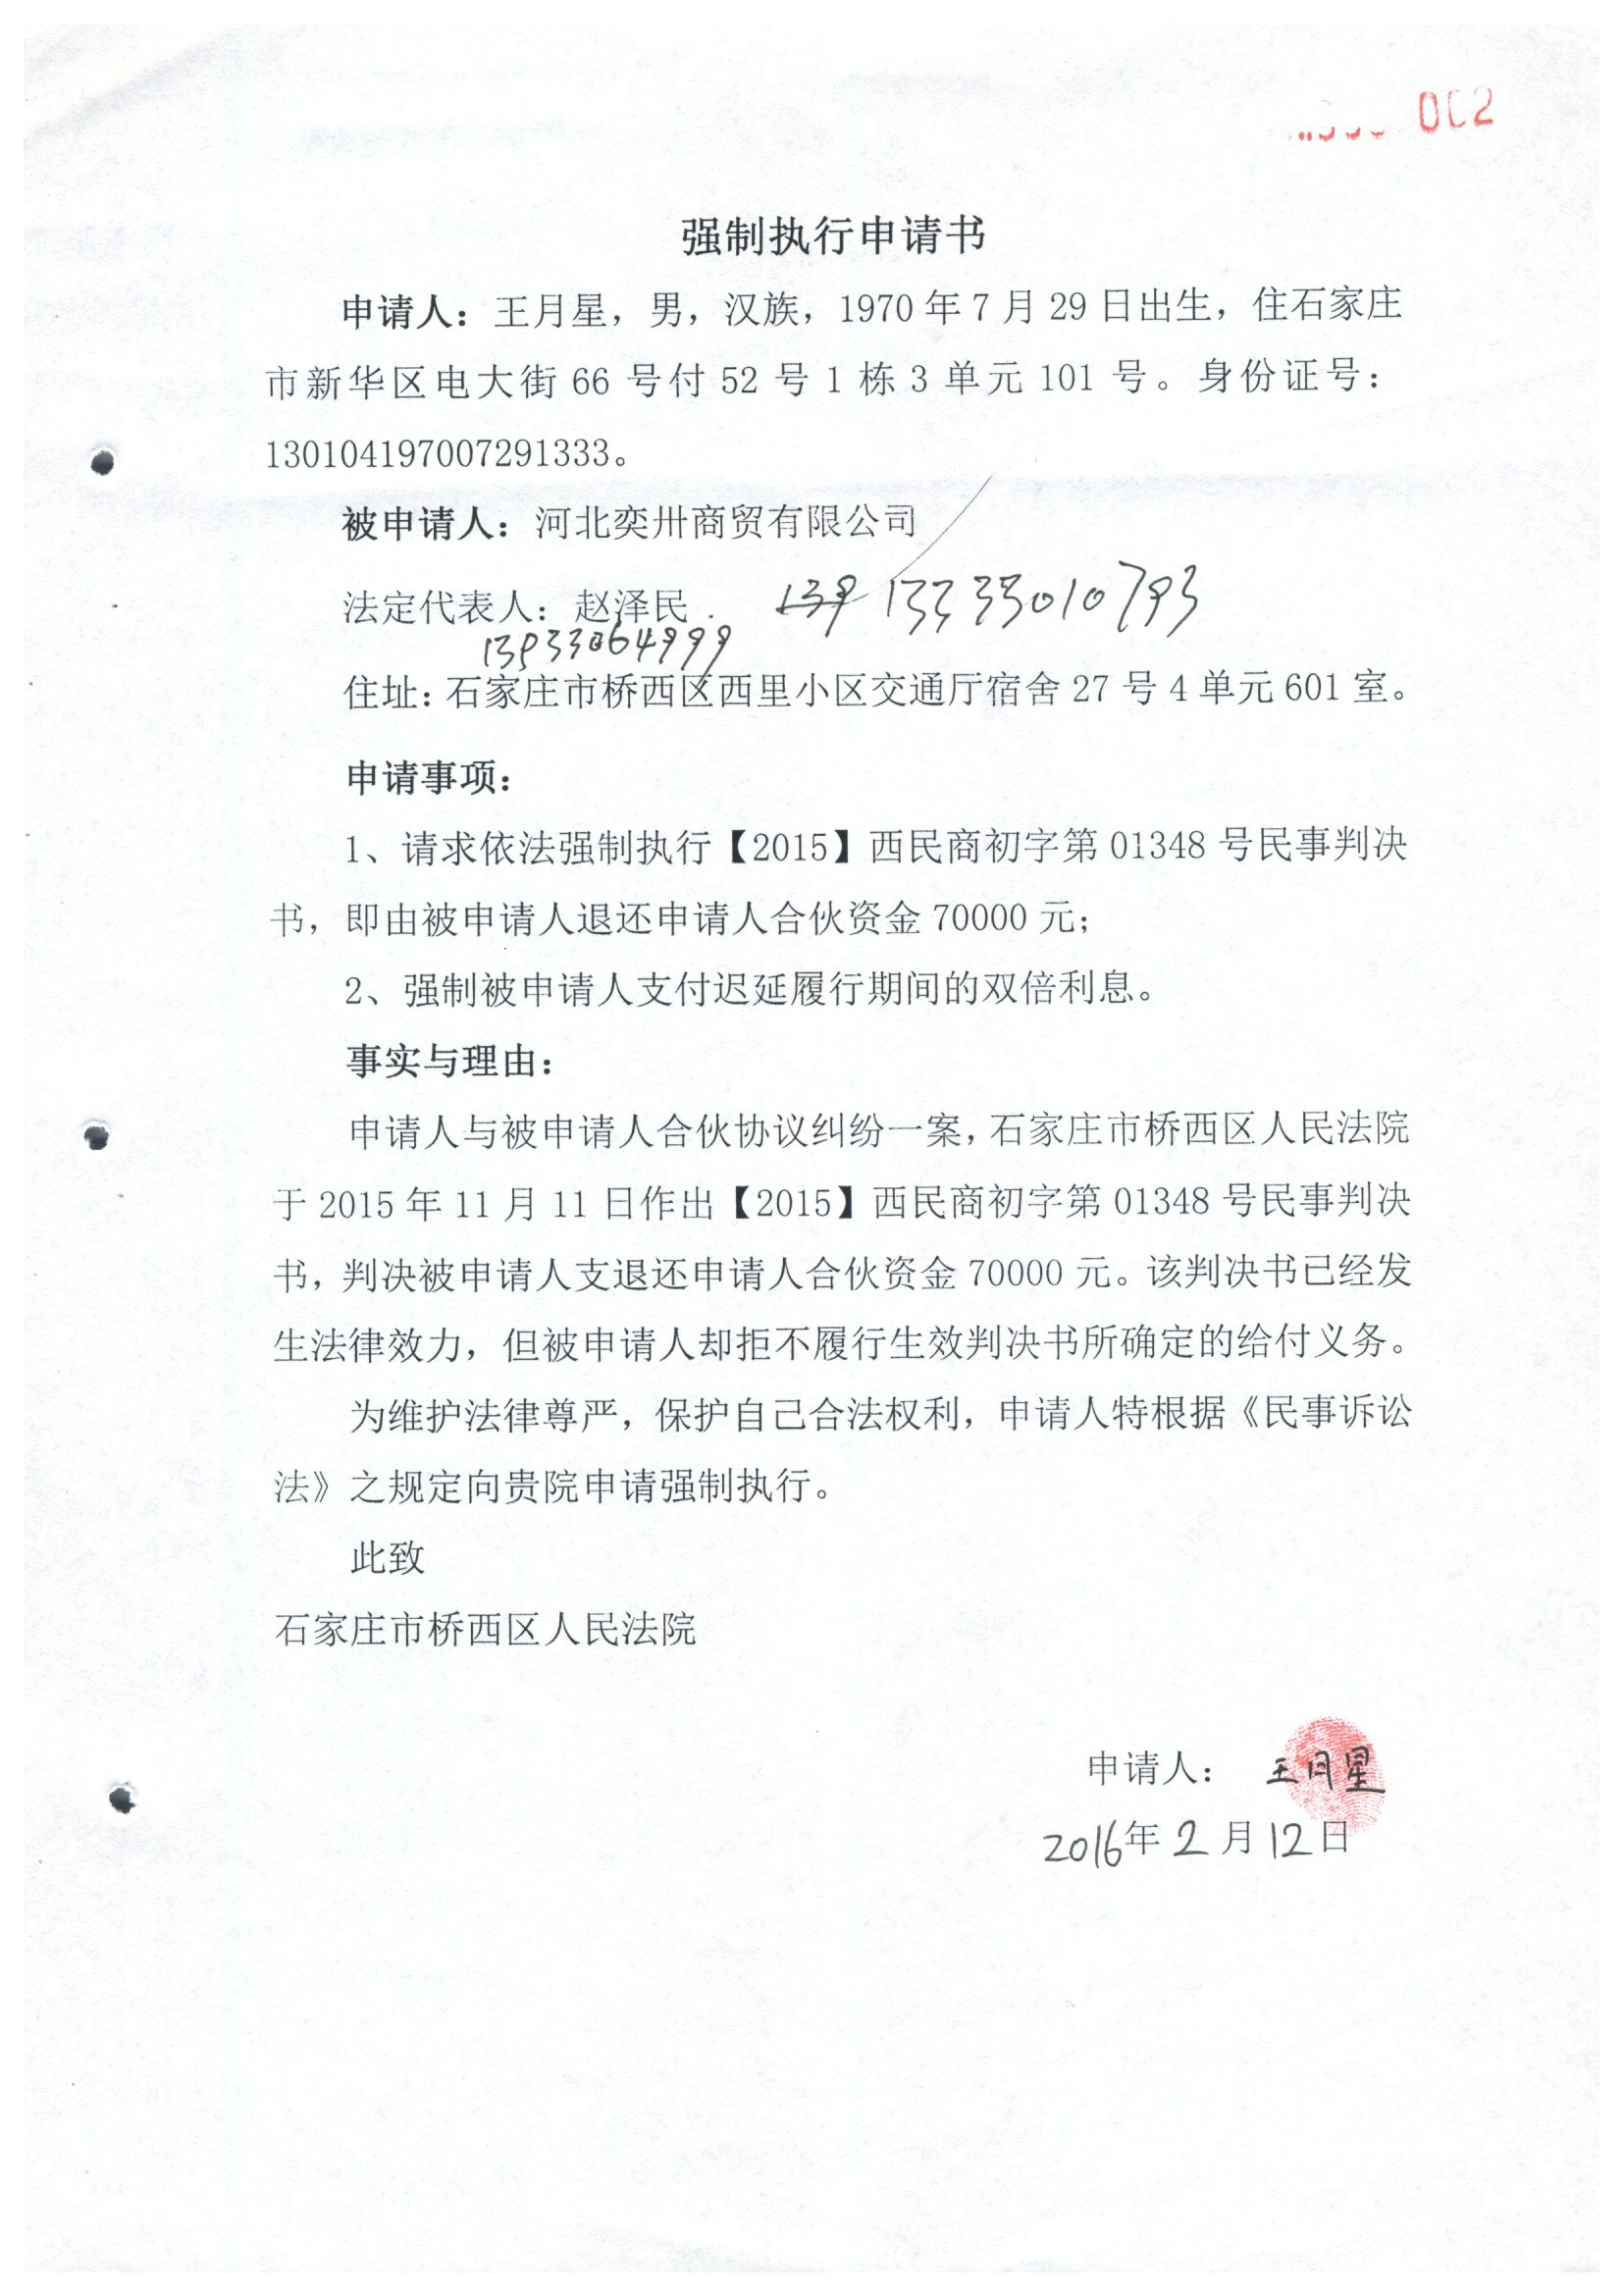 002
强制执行申请书
申请人：王月星，男，汉族，1970年7月29日出生，住石家庄
市新华区电大街66号付52号1栋3单元101号。身份证号：
130104197007291333。
被申请人：河北奕卅商贸有限公司
法定代表人：赵泽民. 139 13333010793
13933064999
住址：石家庄市桥西区西里小区交通厅宿舍27号4单元601室。
申请事项：
1、请求依法强制执行【2015】西民商初字第01348号民事判决
书，即由被申请人退还申请人合伙资金70000元；
2、强制被申请人支付迟延履行期间的双倍利息。
事实与理由：
申请人与被申请人合伙协议纠纷一案，石家庄市桥西区人民法院
于2015年11月11日作出【2015】西民商初字第01348号民事判决
书，判决被申请人支退还申请人合伙资金70000元。该判决书已经发
生法律效力，但被申请人却拒不履行生效判决书所确定的给付义务。
为维护法律尊严，保护自己合法权利，申请人特根据《民事诉讼
法》之规定向贵院申请强制执行。
此致
石家庄市桥西区人民法院
申请人：王月星
2016年2月12日